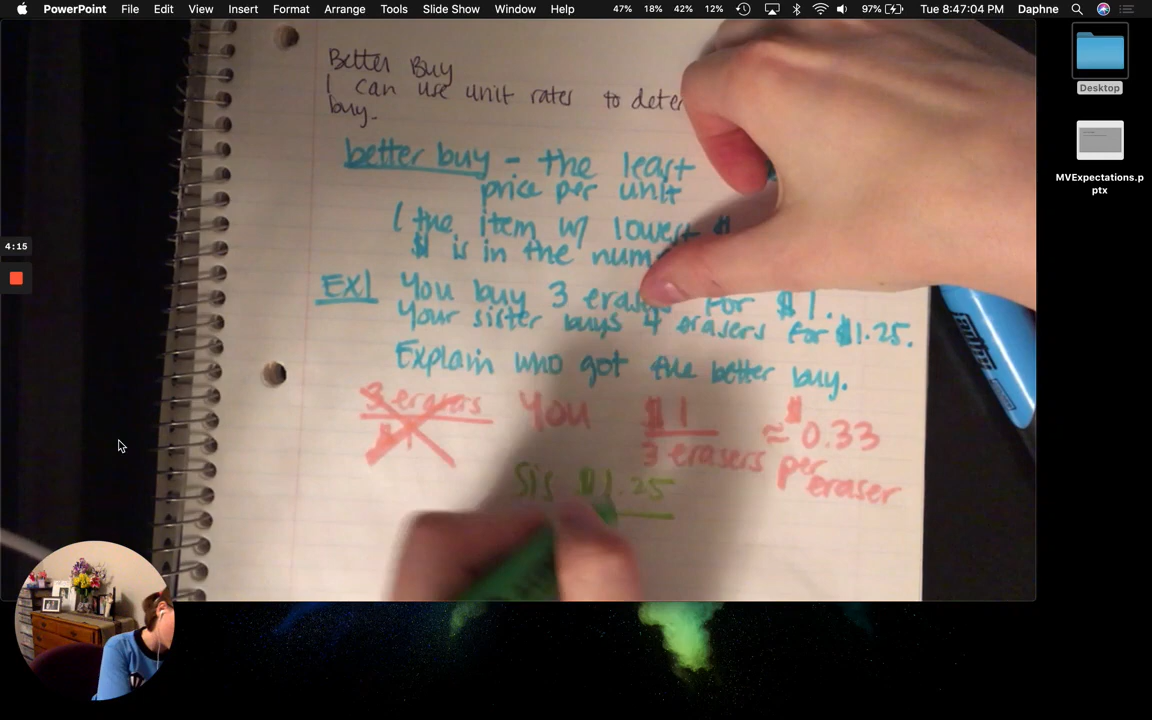 PowerPoint File Edit View Insert Format Arrange Tools Slide Show Window Help 47% 18% 42% 12% 97% Tue 8:47:04 PM Daphne
Desktop
MVExpectations.p
ptx
4:15
Better Buy
I can use unit rates to deter
buy.
better buy - the least
price per unit
(the item w/ lowest $
$ is in the num
EX1 You buy 3 erasers for $1.
Your sister buys 4 erasers for $1.25.
Explain who got the better buy.
3 erasers
$1
You $1 ≈ $0.33
3 erasers per
eraser
Sis $1.25